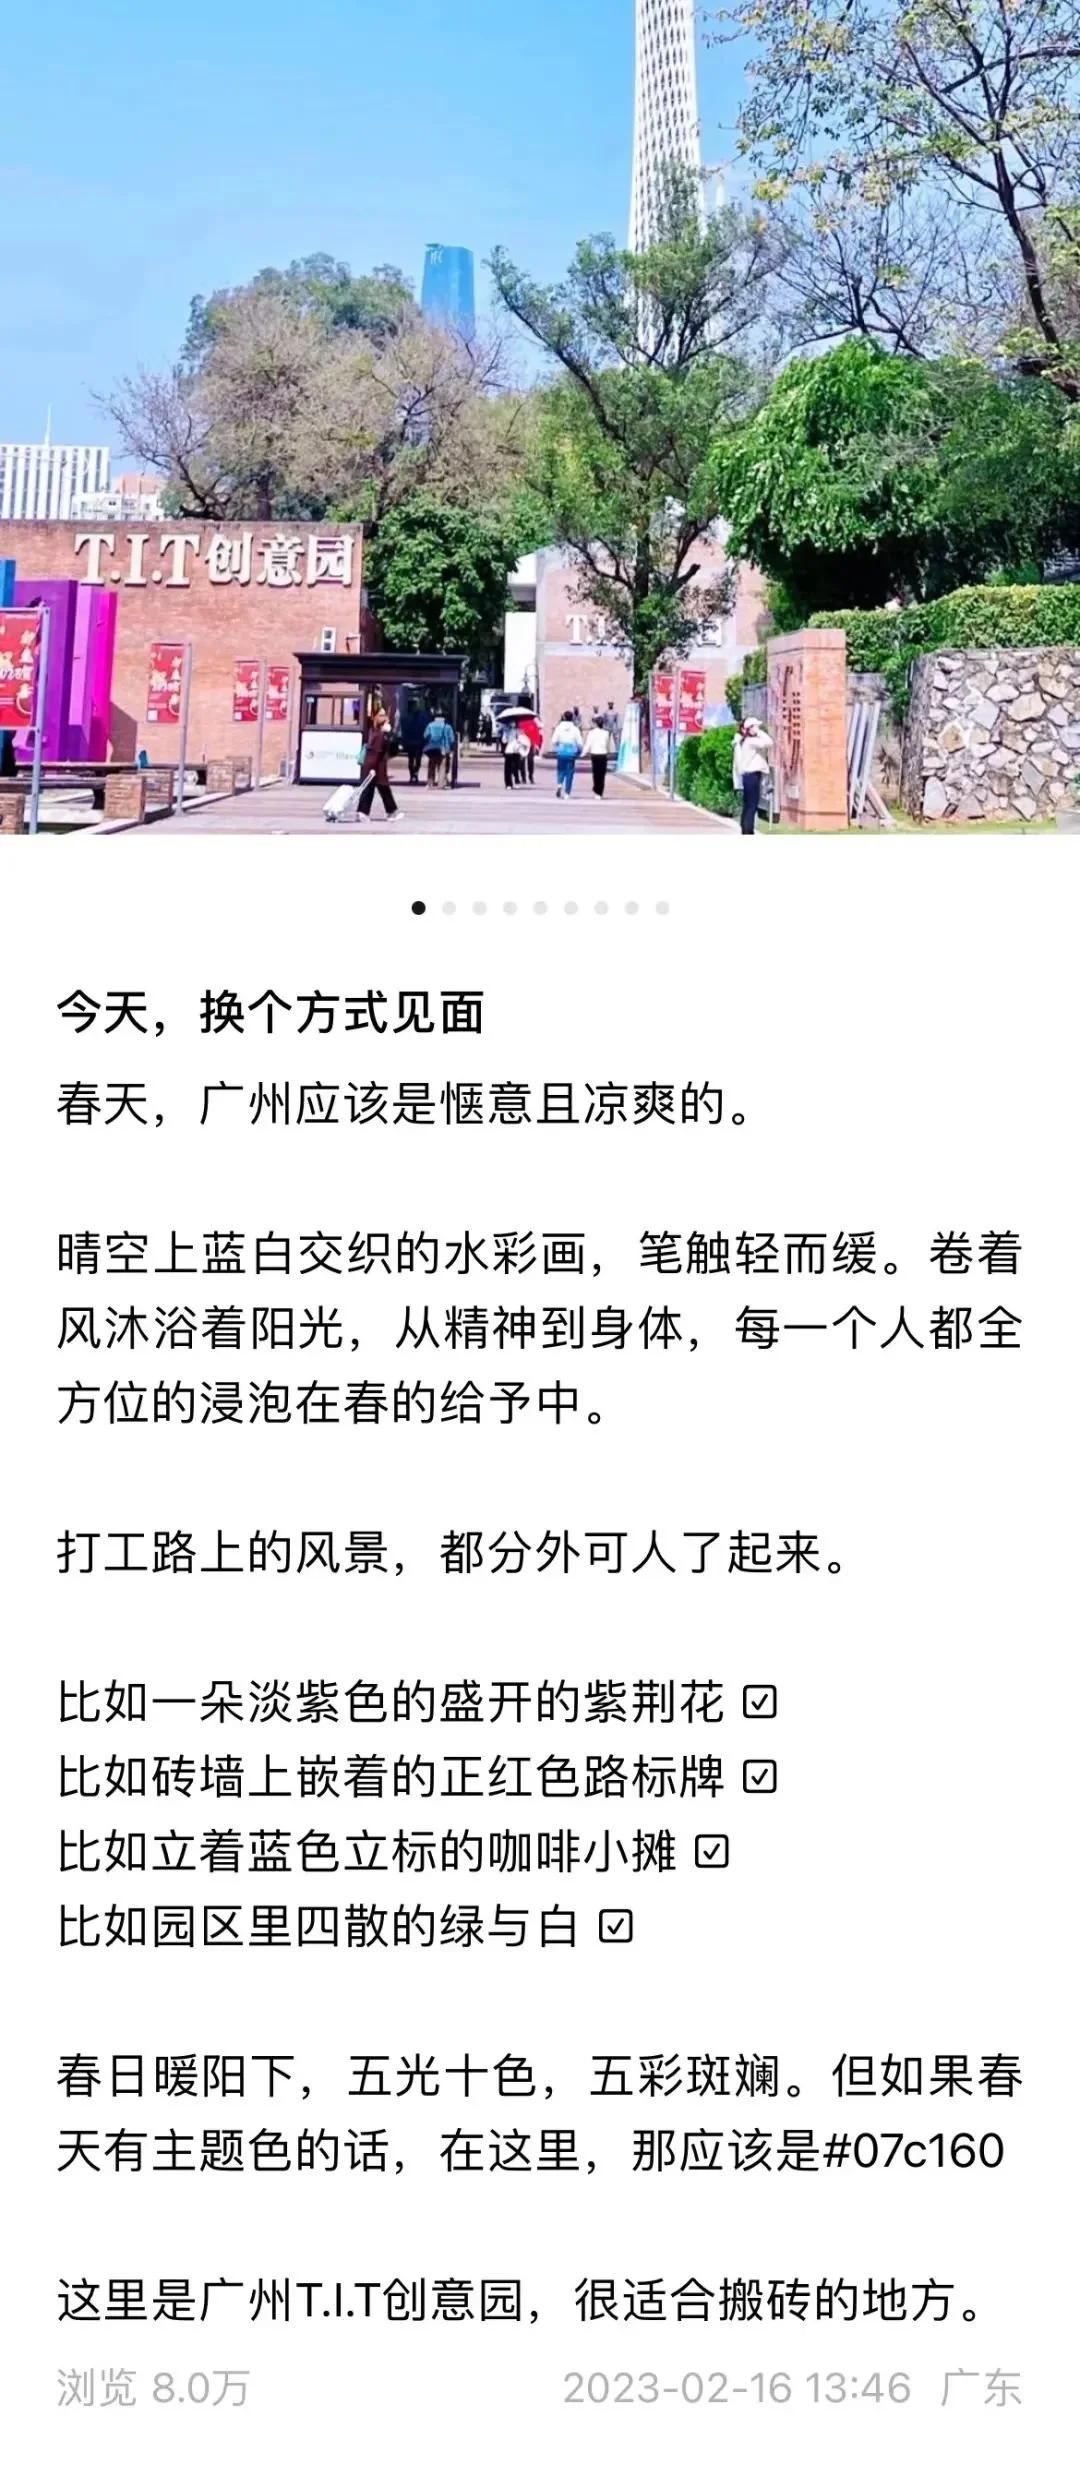 T.I.T创意园
T.I.T
今天，换个方式见面
春天，广州应该是惬意且凉爽的。
晴空上蓝白交织的水彩画，笔触轻而缓。卷着
风沐浴着阳光，从精神到身体，每一个人都全
方位的浸泡在春的给予中。
打工路上的风景，都分外可人了起来。
比如一朵淡紫色的盛开的紫荆花 ☑
比如砖墙上嵌着的正红色路标牌 ☑
比如立着蓝色立标的咖啡小摊 ☑
比如园区里四散的绿与白 ☑
春日暖阳下，五光十色，五彩斑斓。但如果春
天有主题色的话，在这里，那应该是#07c160
这里是广州T.I.T创意园，很适合搬砖的地方。
浏览 8.0万
2023-02-16 13:46 广东